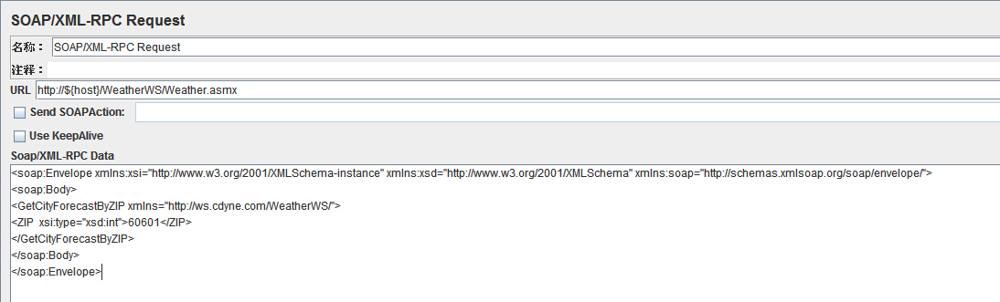 SOAP/XML-RPC Request
名称： SOAP/XML-RPC Request
注释：
URL http://${host}/WeatherWS/Weather.asmx
Send SOAPAction:
Use KeepAlive
Soap/XML-RPC Data
<soap:Envelope xmlns:xsi="http://www.w3.org/2001/XMLSchema-instance" xmlns:xsd="http://www.w3.org/2001/XMLSchema" xmlns:soap="http://schemas.xmlsoap.org/soap/envelope/">
<soap:Body>
<GetCityForecastByZIP xmlns="http://ws.cdyne.com/WeatherWS/">
<ZIP  xsi:type="xsd:int">60601</ZIP>
</GetCityForecastByZIP>
</soap:Body>
</soap:Envelope>